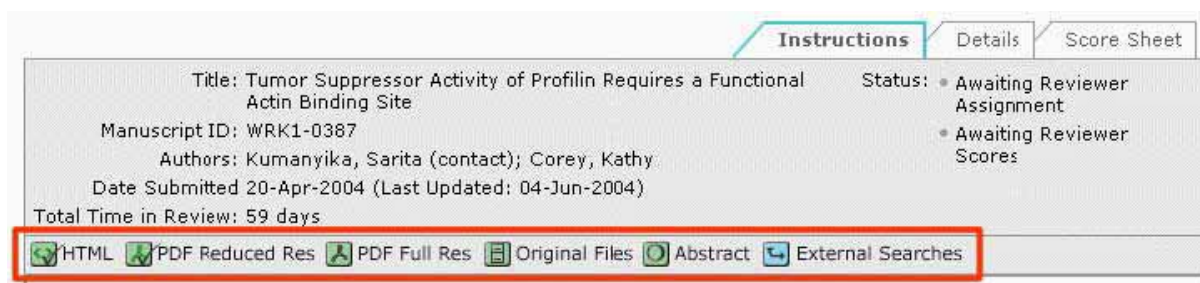 Instructions Details Score Sheet
Title: Tumor Suppressor Activity of Profilin Requires a Functional Status: • Awaiting Reviewer
Actin Binding Site Assignment
Manuscript ID: WRK1-0387 • Awaiting Reviewer
Authors: Kumanyika, Sarita (contact); Corey, Kathy Scores
Date Submitted 20-Apr-2004 (Last Updated: 04-Jun-2004)
Total Time in Review: 59 days
HTML PDF Reduced Res PDF Full Res Original Files Abstract External Searches